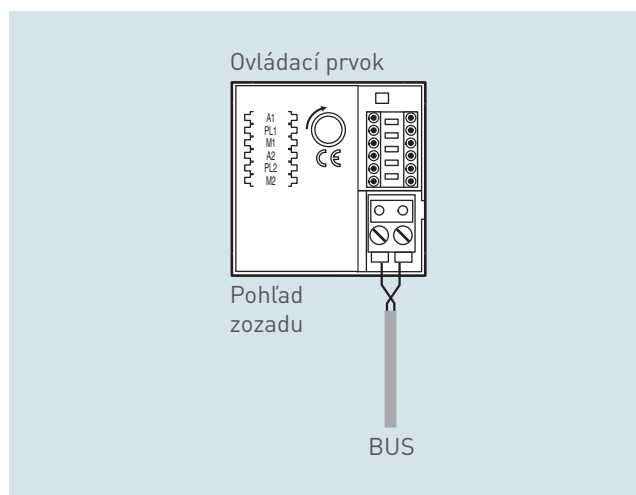 Ovládací prvok
A1
PL1
M1
A2
PL2
M2
CE
Pohľad
zozadu
BUS